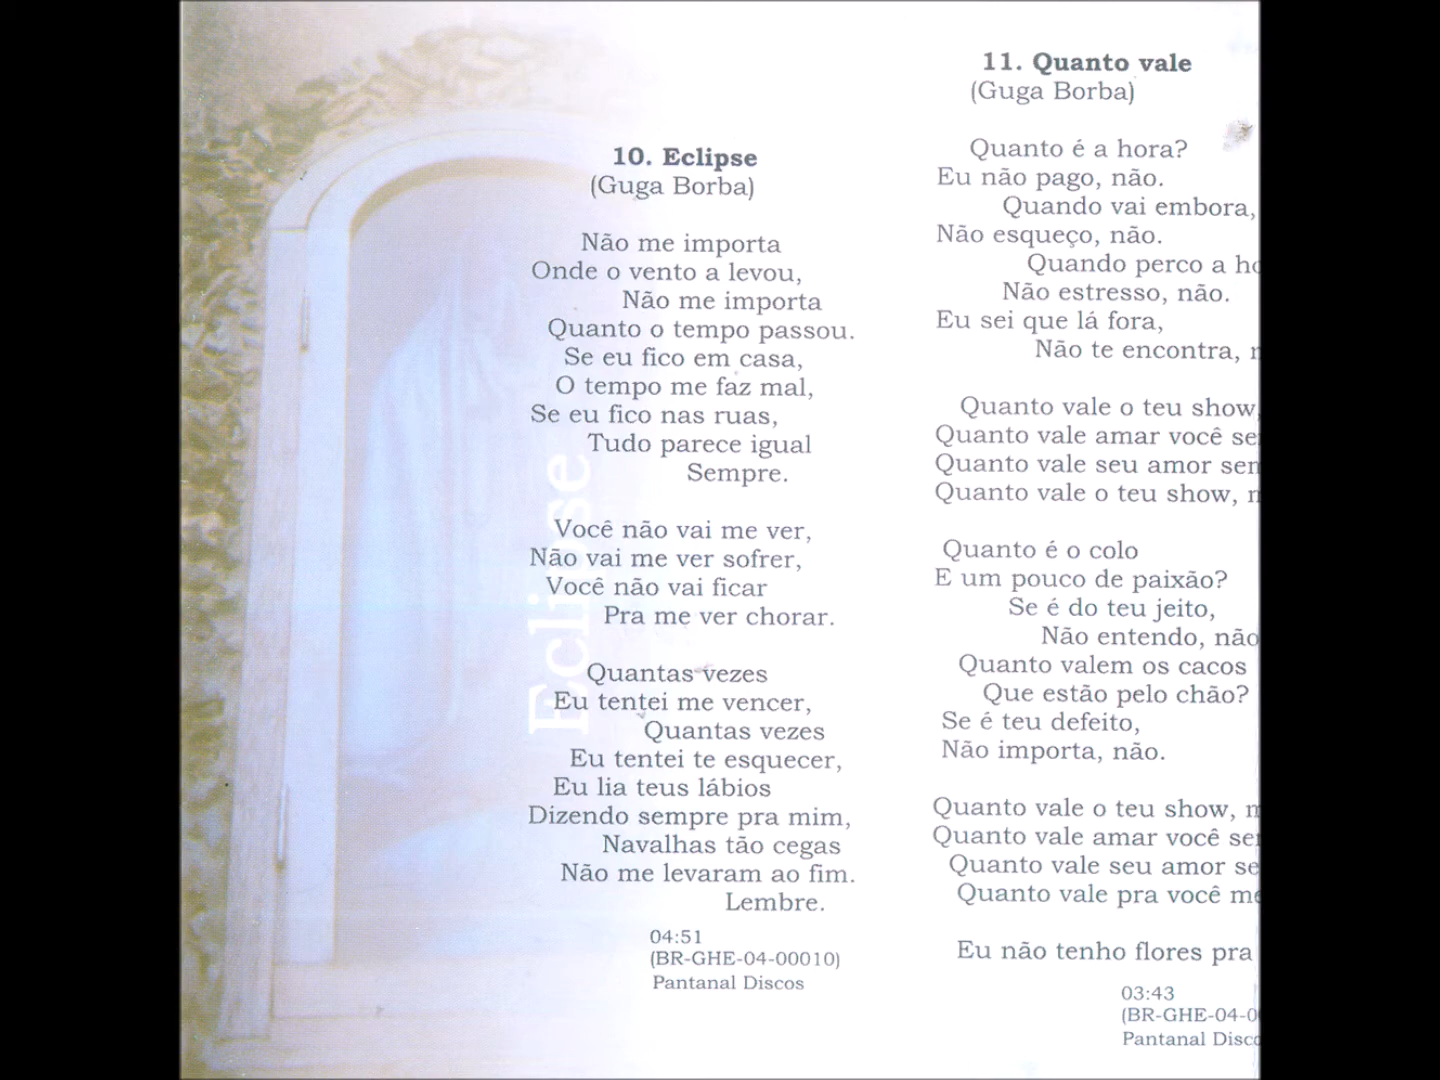 10. Eclipse
(Guga Borba)
Não me importa
Onde o vento a levou,
Não me importa
Quanto o tempo passou.
Se eu fico em casa,
O tempo me faz mal,
Se eu fico nas ruas,
Tudo parece igual
Sempre.
Você não vai me ver,
Não vai me ver sofrer,
Você não vai ficar
Pra me ver chorar.
Quantas vezes
Eu tentei me vencer,
Quantas vezes
Eu tentei te esquecer,
Eu lia teus lábios
Dizendo sempre pra mim,
Navalhas tão cegas
Não me levaram ao fim.
Lembre.
04:51
(BR-GHE-04-00010)
Pantanal Discos
Eclipse
11. Quanto vale
(Guga Borba)
Quanto é a hora?
Eu não pago, não.
Quando vai embora,
Não esqueço, não.
Quando perco a
Não estresso, não.
Eu sei que lá fora,
Não te encontra,
Quanto vale o teu show,
Quanto vale amar você
Quanto vale seu amor
Quanto vale o teu show,
Quanto é o colo
E um pouco de paixão?
Se é do teu jeito,
Não entendo, não
Quanto valem os cacos
Que estão pelo chão?
Se é teu defeito,
Não importa, não.
Quanto vale o teu show,
Quanto vale amar você
Quanto vale seu amor
Quanto vale pra você
Eu não tenho flores pra
03:43
(BR-GHE-04-0
Pantanal